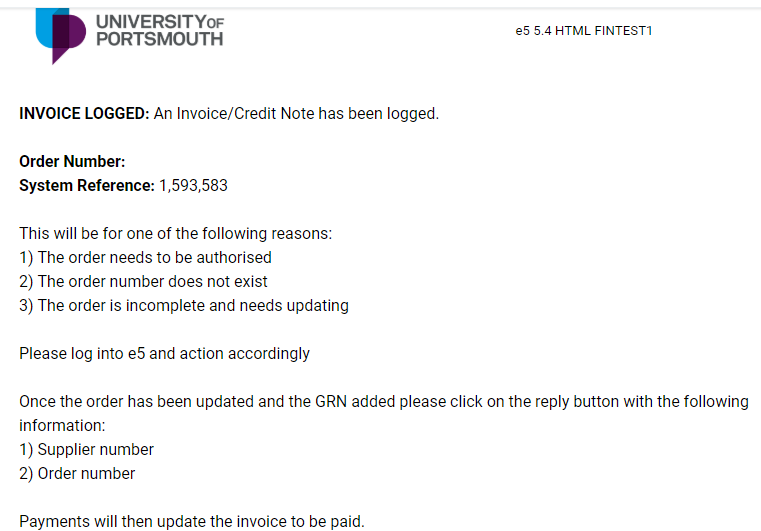 UNIVERSITY OF
PORTSMOUTH
e5 5.4 HTML FINTEST1
INVOICE LOGGED: An Invoice/Credit Note has been logged.
Order Number:
System Reference: 1,593,583
This will be for one of the following reasons:
1) The order needs to be authorised
2) The order number does not exist
3) The order is incomplete and needs updating
Please log into e5 and action accordingly
Once the order has been updated and the GRN added please click on the reply button with the following
information:
1) Supplier number
2) Order number
Payments will then update the invoice to be paid.